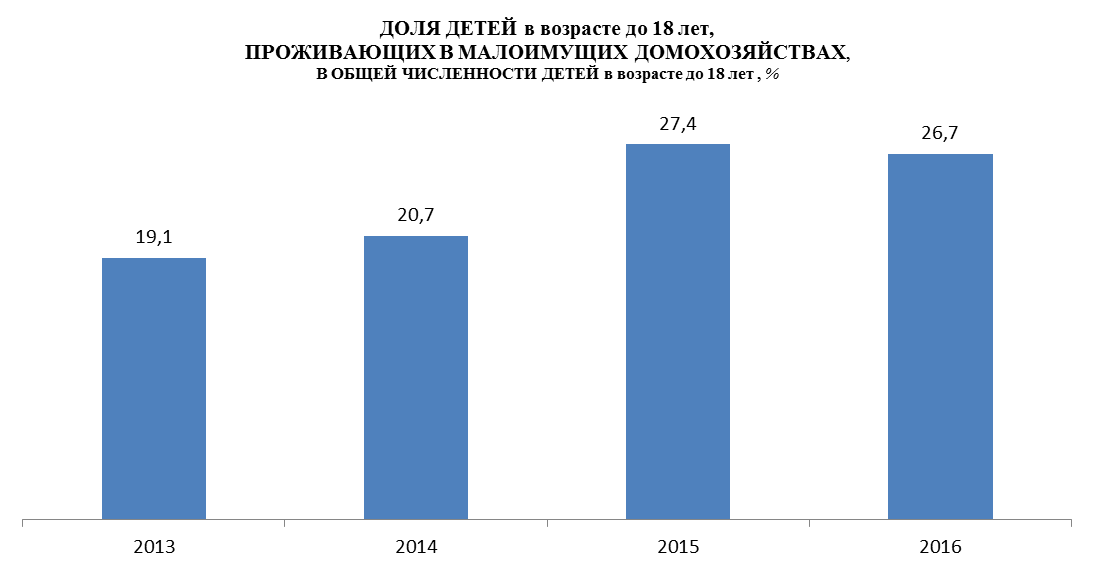 ДОЛЯ ДЕТЕЙ в возрасте до 18 лет,
ПРОЖИВАЮЩИХ В МАЛОИМУЩИХ ДОМОХОЗЯЙСТВАХ,
В ОБЩЕЙ ЧИСЛЕННОСТИ ДЕТЕЙ в возрасте до 18 лет , %
27,4
26,7
20,7
19,1
2013 2014 2015 2016